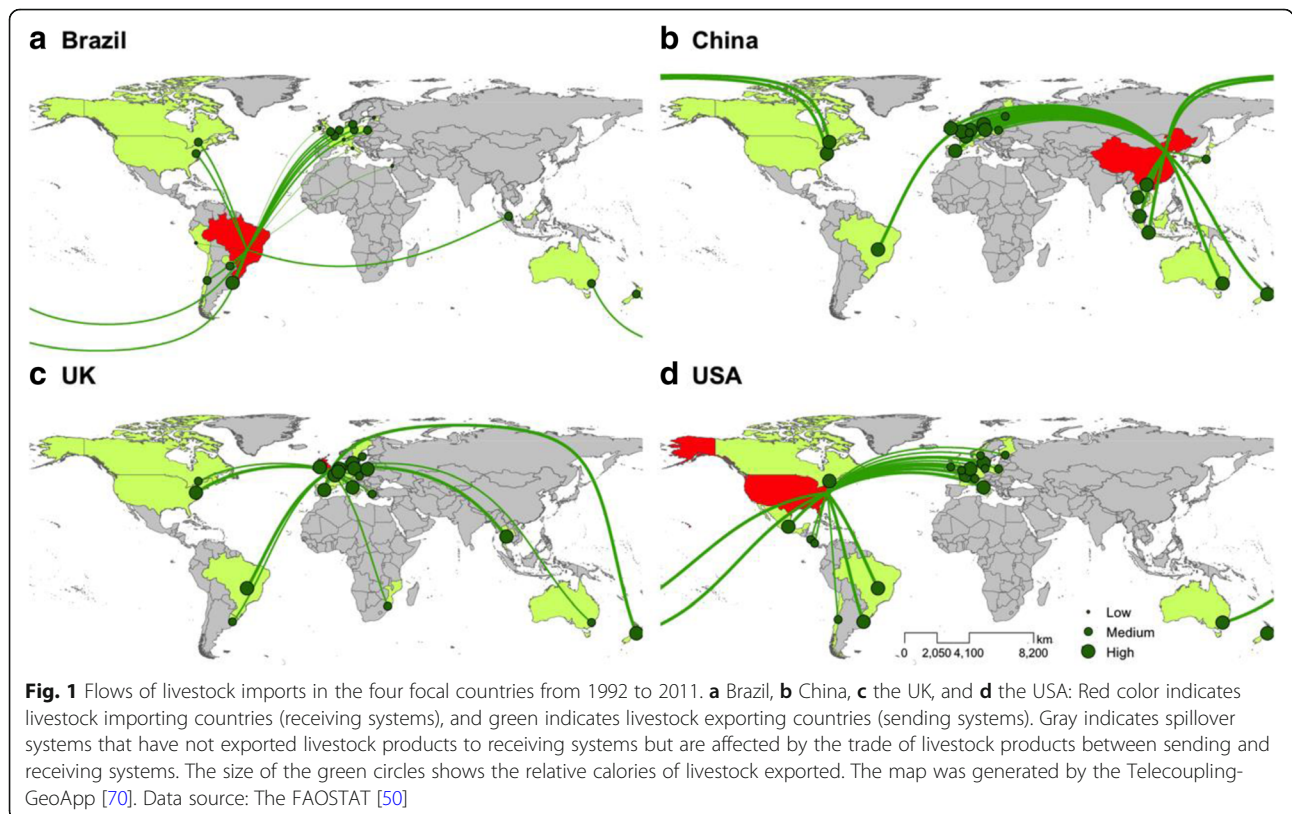 a Brazil
b China
c UK
d USA
Low
Medium
High
km
0 2,050 4,100 8,200
Fig. 1 Flows of livestock imports in the four focal countries from 1992 to 2011. a Brazil, b China, c the UK, and d the USA: Red color indicates
livestock importing countries (receiving systems), and green indicates livestock exporting countries (sending systems). Gray indicates spillover
systems that have not exported livestock products to receiving systems but are affected by the trade of livestock products between sending and
receiving systems. The size of the green circles shows the relative calories of livestock exported. The map was generated by the Telecoupling-
GeoApp [70]. Data source: The FAOSTAT [50]